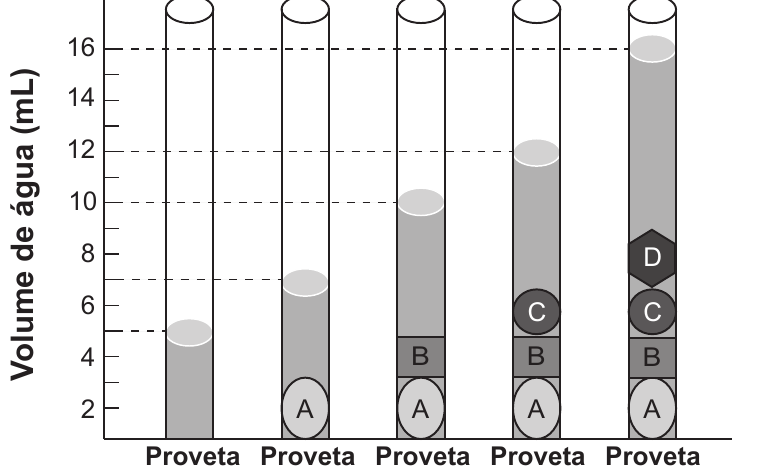 Volume de água (mL)
16
14
12
10
8
6
4
2
A
B
A
C
B
A
D
C
B
A
Proveta Proveta Proveta Proveta Proveta